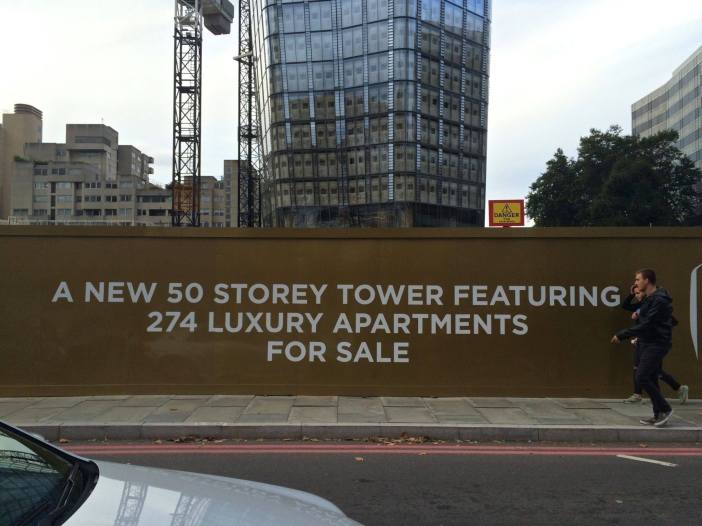 DANGER
A NEW 50 STOREY TOWER FEATURING
274 LUXURY APARTMENTS
FOR SALE